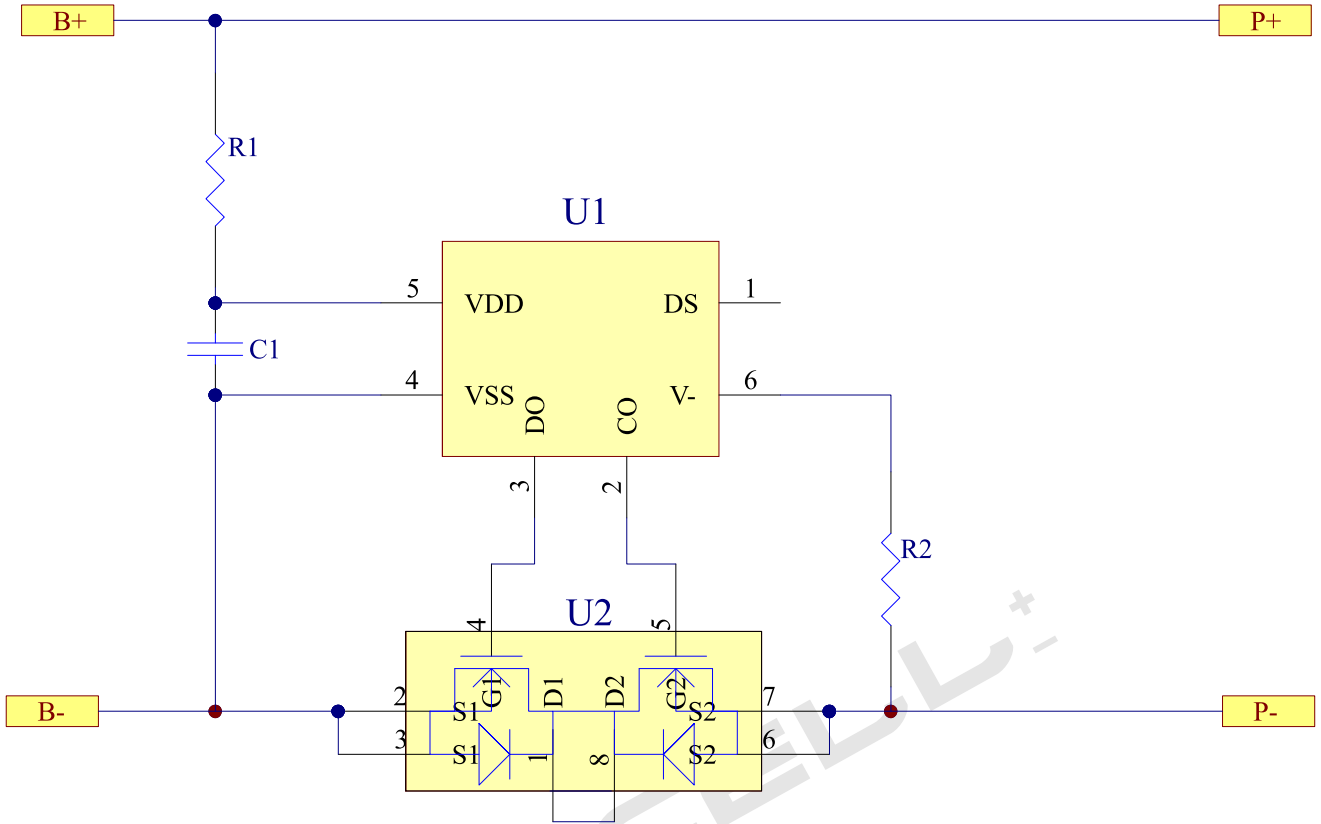 B+
P+
R1
U1
5
VDD
DS
1
C1
4
VSS
DO
CO
V-
6
3
2
R2
U2
4
5
B-
2
S1
G1
D1
D2
G2
S2
7
P-
3
S1
1
8
S2
6
CELL
+
−